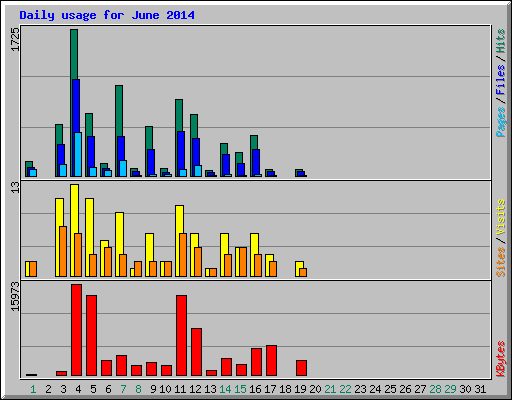 Daily usage for June 2014
1725
Pages / Files / Hits
13
Sites / Visits
15973
KBytes
1 2 3 4 5 6 7 8 9 10 11 12 13 14 15 16 17 18 19 20 21 22 23 24 25 26 27 28 29 30 31